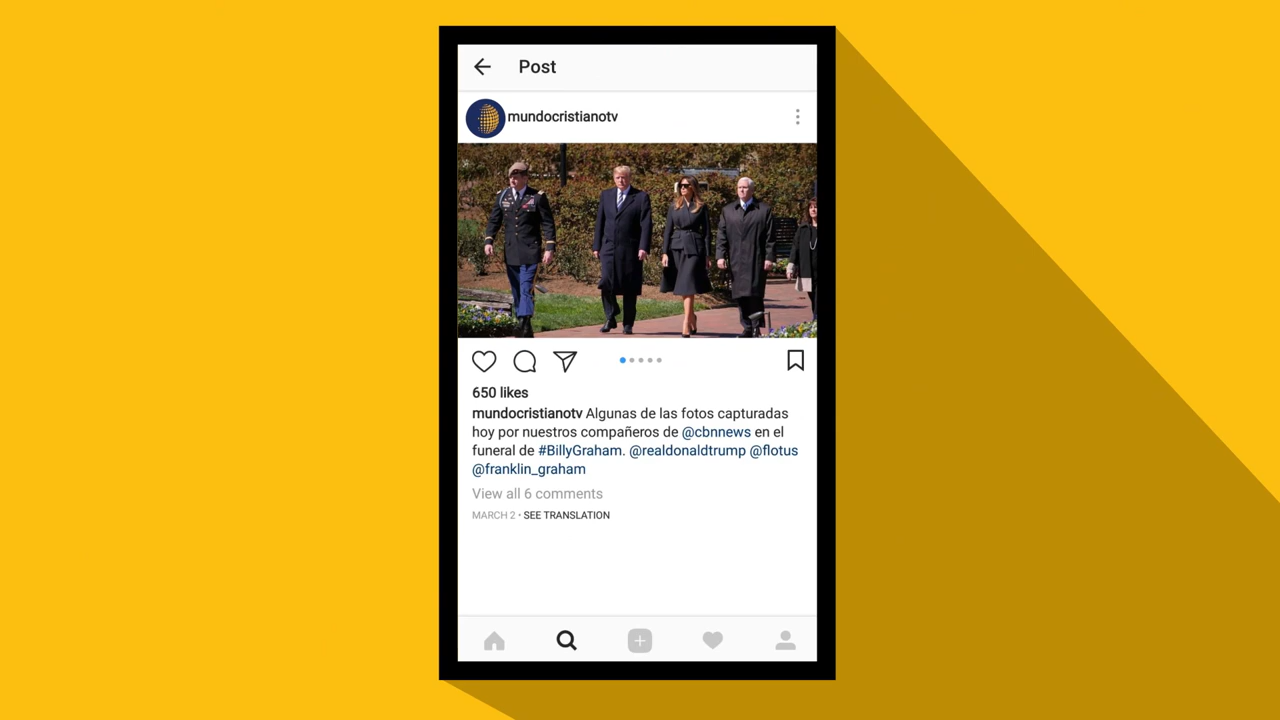 Post
mundocristianotv
650 likes
mundocristianotv Algunas de las fotos capturadas
hoy por nuestros compañeros de @cbnnews en el
funeral de #BillyGraham. @realdonaldtrump @flotus
@franklin_graham
View all 6 comments
MARCH 2 • SEE TRANSLATION